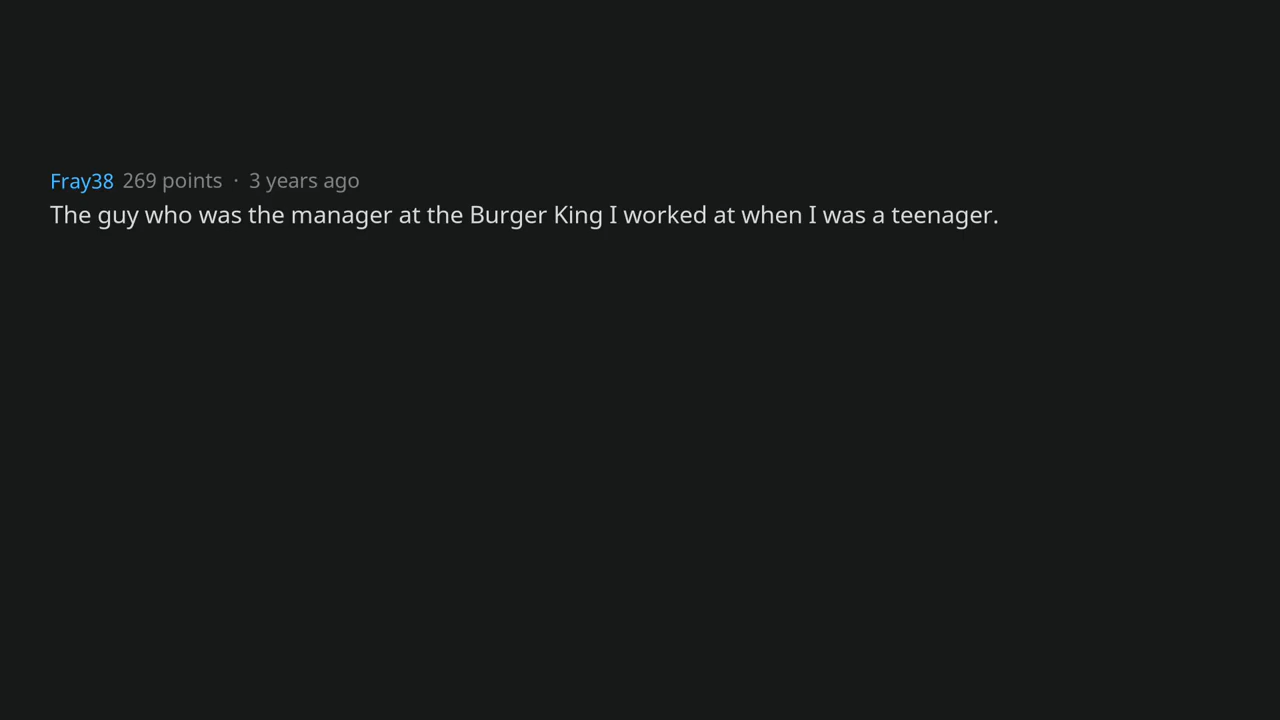 Fray38 269 points · 3 years ago
The guy who was the manager at the Burger King I worked at when I was a teenager.